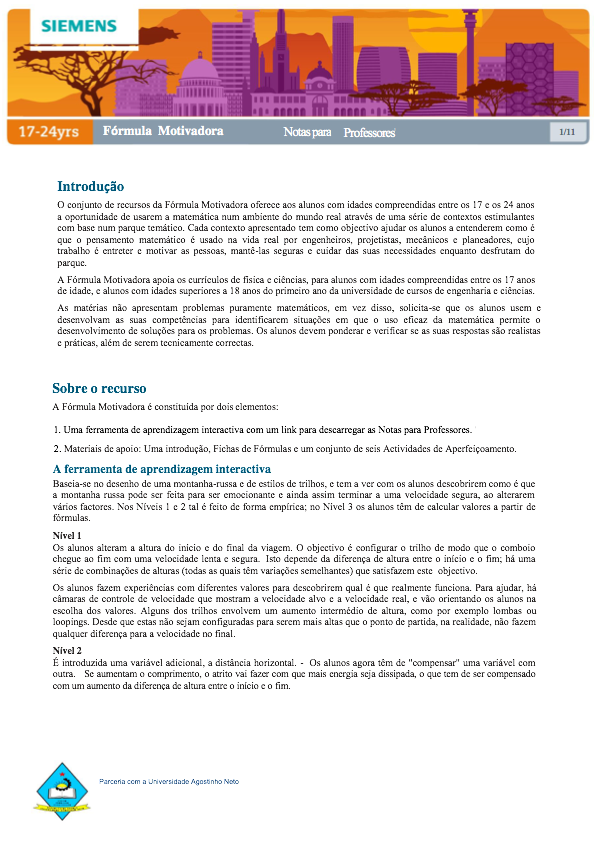 SIEMENS
17-24yrs Fórmula Motivadora Notas para Professores 1/11
Introdução
O conjunto de recursos da Fórmula Motivadora oferece aos alunos com idades compreendidas entre os 17 e os 24 anos
a oportunidade de usarem a matemática num ambiente do mundo real através de uma série de contextos estimulantes
com base num parque temático. Cada contexto apresentado tem como objectivo ajudar os alunos a entenderem como é
que o pensamento matemático é usado na vida real por engenheiros, projetistas, mecânicos e planeadores, cujo
trabalho é entreter e motivar as pessoas, mantê-las seguras e cuidar das suas necessidades enquanto desfrutam do
parque.
A Fórmula Motivadora apoia os currículos de física e ciências, para alunos com idades compreendidas entre os 17 anos
de idade, e alunos com idades superiores a 18 anos do primeiro ano da universidade de cursos de engenharia e ciências.
As matérias não apresentam problemas puramente matemáticos, em vez disso, solicita-se que os alunos usem e
desenvolvam as suas competências para identificarem situações em que o uso eficaz da matemática permite o
desenvolvimento de soluções para os problemas. Os alunos devem ponderar e verificar se as suas respostas são realistas
e práticas, além de serem tecnicamente correctas.
Sobre o recurso
A Fórmula Motivadora é constituída por dois elementos:
1. Uma ferramenta de aprendizagem interactiva com um link para descarregar as Notas para Professores.
2. Materiais de apoio: Uma introdução, Fichas de Fórmulas e um conjunto de seis Actividades de Aperfeiçoamento.
A ferramenta de aprendizagem interactiva
Baseia-se no desenho de uma montanha-russa e de estilos de trilhos, e tem a ver com os alunos descobrirem como é que
a montanha russa pode ser feita para ser emocionante e ainda assim terminar a uma velocidade segura, ao alterarem
vários factores. Nos Níveis 1 e 2 tal é feito de forma empírica; no Nível 3 os alunos têm de calcular valores a partir de
fórmulas.
Nível 1
Os alunos alteram a altura do início e do final da viagem. O objectivo é configurar o trilho de modo que o comboio
chegue ao fim com uma velocidade lenta e segura. Isto depende da diferença de altura entre o início e o fim; há uma
série de combinações de alturas (todas as quais têm variações semelhantes) que satisfazem este objectivo.
Os alunos fazem experiências com diferentes valores para descobrirem qual é que realmente funciona. Para ajudar, há
câmaras de controle de velocidade que mostram a velocidade alvo e a velocidade real, e vão orientando os alunos na
escolha dos valores. Alguns dos trilhos envolvem um aumento intermédio de altura, como por exemplo lombas ou
loopings. Desde que estas não sejam configuradas para serem mais altas que o ponto de partida, na realidade, não fazem
qualquer diferença para a velocidade no final.
Nível 2
É introduzida uma variável adicional, a distância horizontal. - Os alunos agora têm de "compensar" uma variável com
outra. Se aumentam o comprimento, o atrito vai fazer com que mais energia seja dissipada, o que tem de ser compensado
com um aumento da diferença de altura entre o início e o fim.
Parceria com a Universidade Agostinho Neto